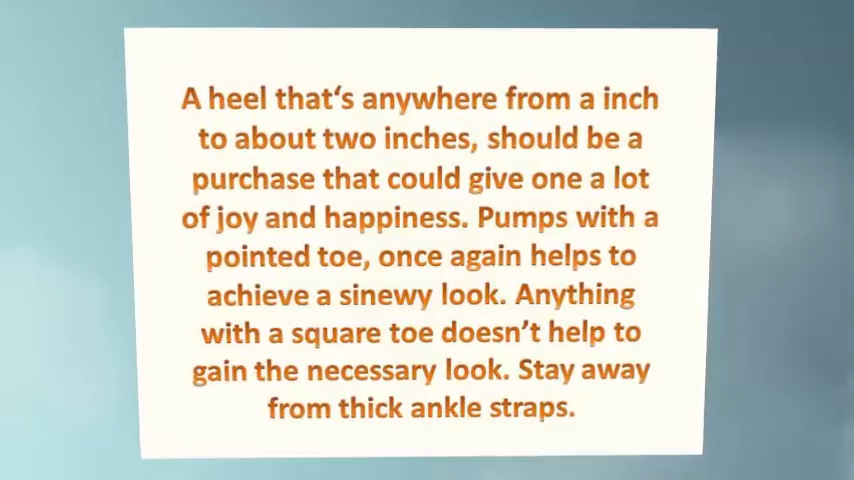 A heel that‘s anywhere from a inch
to about two inches, should be a
purchase that could give one a lot
of joy and happiness. Pumps with a
pointed toe, once again helps to
achieve a sinewy look. Anything
with a square toe doesn’t help to
gain the necessary look. Stay away
from thick ankle straps.